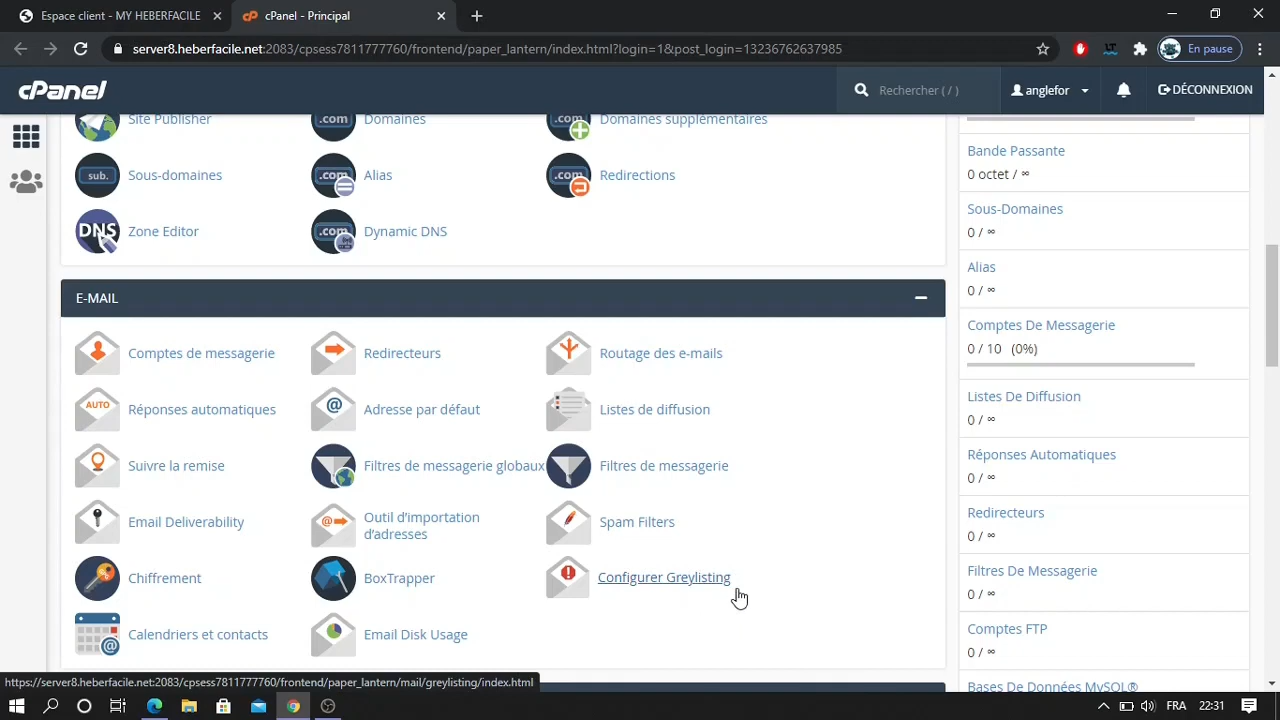 Espace client - MY HEBERFACILE
cPanel - Principal
server8.heberfacile.net:2083/cpsess7811777760/frontend/paper_lantern/index.html?login=1&post_login=13236762637985
En pause
cPanel
Rechercher ( / )
anglefor
DÉCONNEXION
Site Publisher
.com
Domaines
.com
Domaines supplémentaires
sub.
Sous-domaines
.com
Alias
.com
Redirections
DNS
Zone Editor
.com
Dynamic DNS
E-MAIL
Comptes de messagerie
Redirecteurs
Routage des e-mails
AUTO
Réponses automatiques
@
Adresse par défaut
Listes de diffusion
Suivre la remise
Filtres de messagerie globaux
Filtres de messagerie
Email Deliverability
@
Outil d'importation
d'adresses
Spam Filters
Chiffrement
BoxTrapper
Configurer Greylisting
@
Calendriers et contacts
Email Disk Usage
Bande Passante
0 octet / ∞
Sous-Domaines
0 / ∞
Alias
0 / ∞
Comptes De Messagerie
0 / 10 (0%)
Listes De Diffusion
0 / ∞
Réponses Automatiques
0 / ∞
Redirecteurs
0 / ∞
Filtres De Messagerie
0 / ∞
Comptes FTP
0 / ∞
Bases De Données MySQL®
https://server8.heberfacile.net:2083/cpsess7811777760/frontend/paper_lantern/mail/greylisting/index.html
FRA
22:31